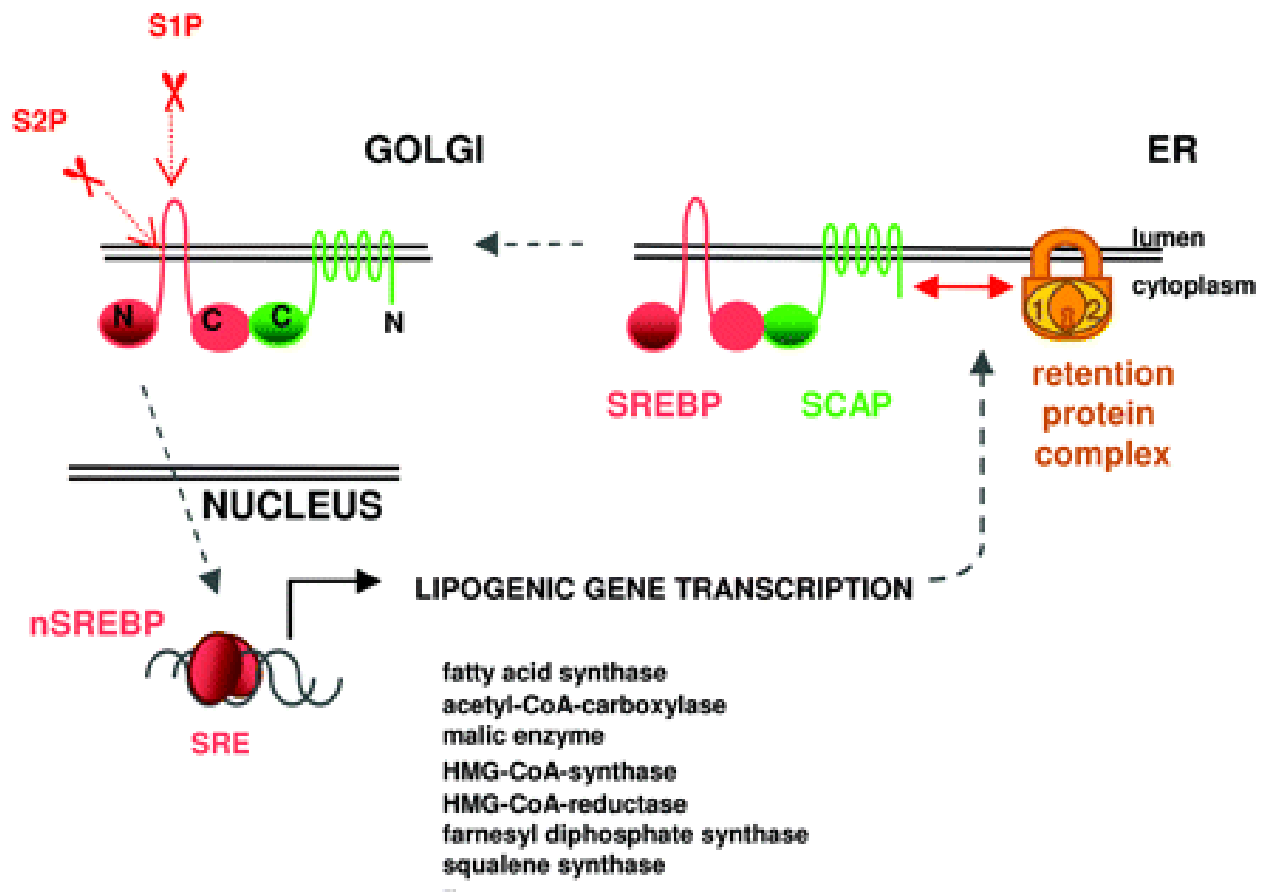 S1P
S2P
GOLGI
ER
lumen
cytoplasm
N
C
C
N
1
2
SREBP
SCAP
retention
protein
complex
NUCLEUS
LIPOGENIC GENE TRANSCRIPTION
nSREBP
SRE
fatty acid synthase
acetyl-CoA-carboxylase
malic enzyme
HMG-CoA-synthase
HMG-CoA-reductase
farnesyl diphosphate synthase
squalene synthase